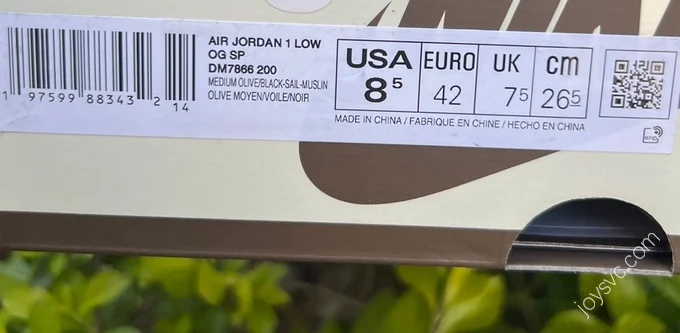 AIR JORDAN 1 LOW
OG SP
DM7866 200
MEDIUM OLIVE/BLACK-SAIL-MUSLIN
OLIVE MOYEN/VOILE/NOIR
1 97599 88343 2 14
USA EURO UK cm
8⁵ 42 7⁵ 26⁵
MADE IN CHINA / FABRIQUE EN CHINE / HECHO EN CHINA
RFID
joysvc.com